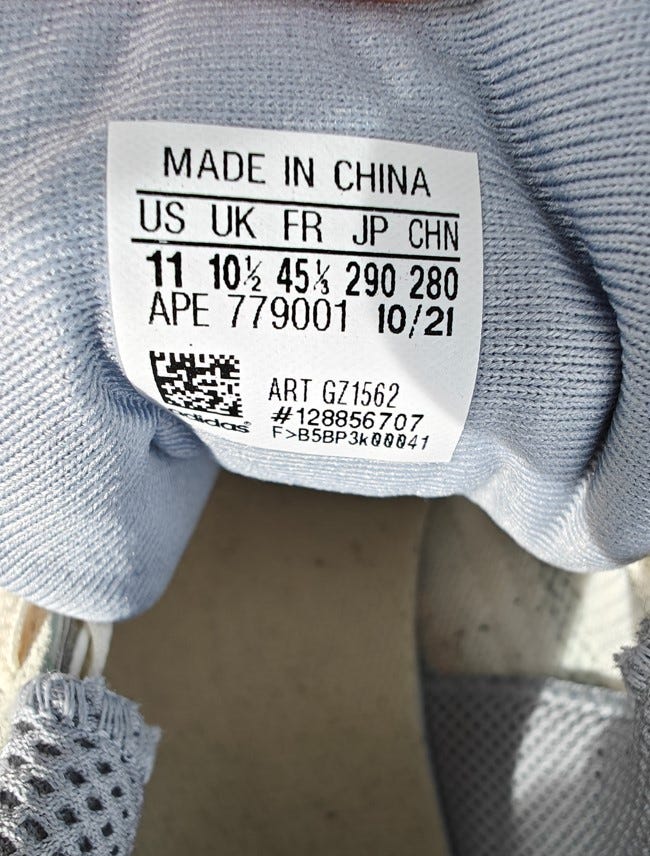 MADE IN CHINA
US UK FR JP CHN
11 10½ 45⅓ 290 280
APE 779001 10/21
ART GZ1562
#128856707
adidas
F>B5BP3k00041